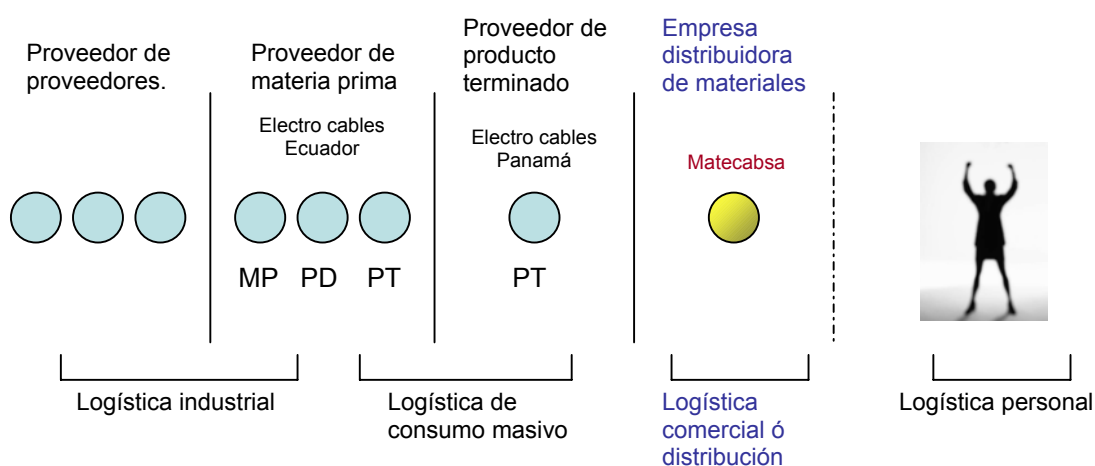 Proveedor de
proveedores.
Proveedor de
materia prima
Electro cables
Ecuador
Proveedor de
producto
terminado
Electro cables
Panamá
Empresa
distribuidora
de materiales
Matecabsa
MP PD PT
PT
Logística industrial
Logística de
consumo masivo
Logística
comercial ó
distribución
Logística personal